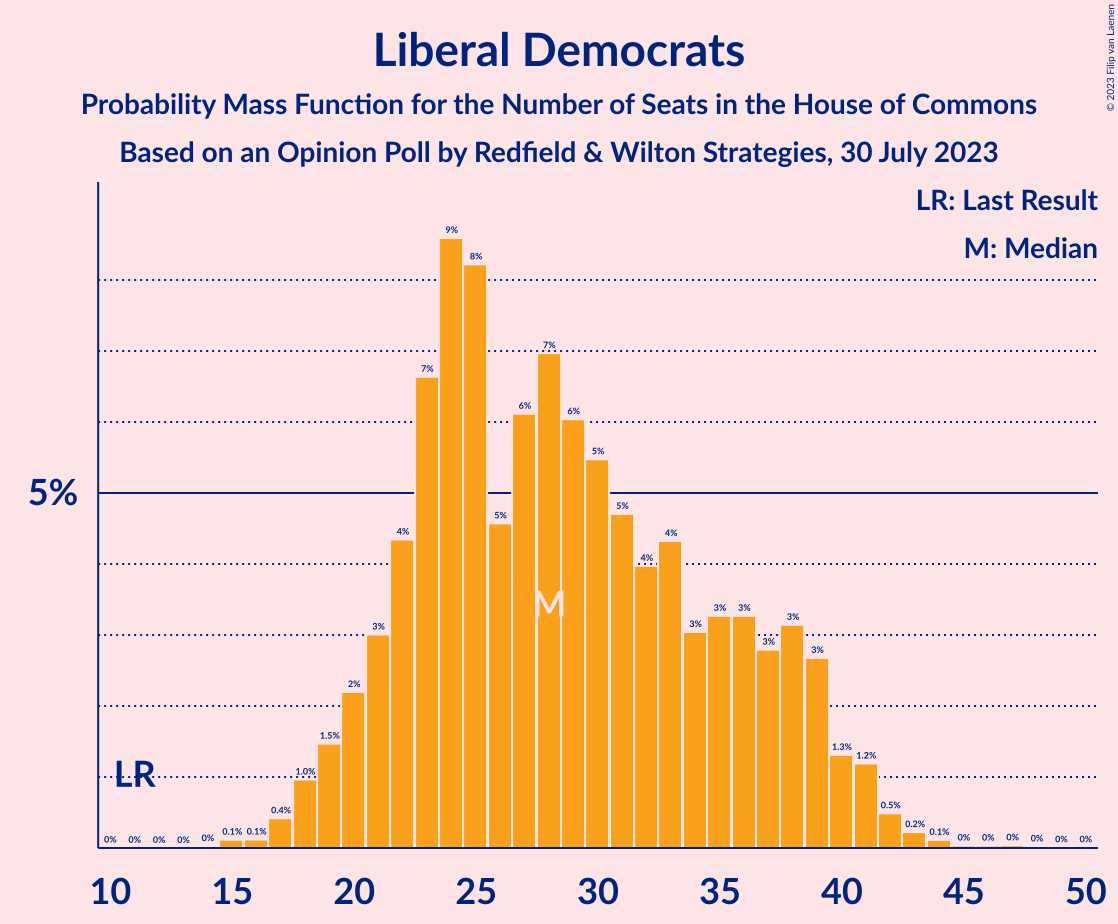 Liberal Democrats
Probability Mass Function for the Number of Seats in the House of Commons
Based on an Opinion Poll by Redfield & Wilton Strategies, 30 July 2023
© 2023 Filip van Laenen
LR: Last Result
M: Median
5%
0% 0% 0% 0% 0% 0.1% 0.1% 0.4% 1.0% 1.5% 2% 3% 4% 7% 9% 8% 5% 6% 7% 6% 5% 5% 4% 4% 3% 3% 3% 3% 3% 3% 1.3% 1.2% 0.5% 0.2% 0.1% 0% 0% 0% 0% 0% 0%
M
LR
10 15 20 25 30 35 40 45 50